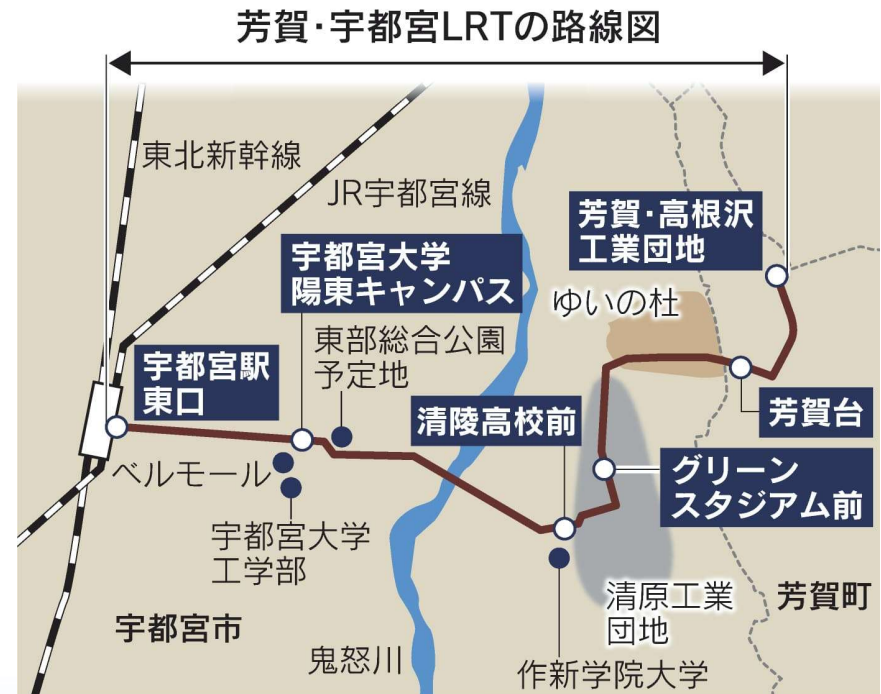 芳賀・宇都宮LRTの路線図
東北新幹線
JR宇都宮線
芳賀・高根沢
工業団地
宇都宮大学
陽東キャンパス
ゆいの杜
東部総合公園
予定地
宇都宮駅
東口
清陵高校前
芳賀台
ベルモール
グリーン
スタジアム前
宇都宮大学
工学部
清原工業
団地
芳賀町
宇都宮市
鬼怒川
作新学院大学